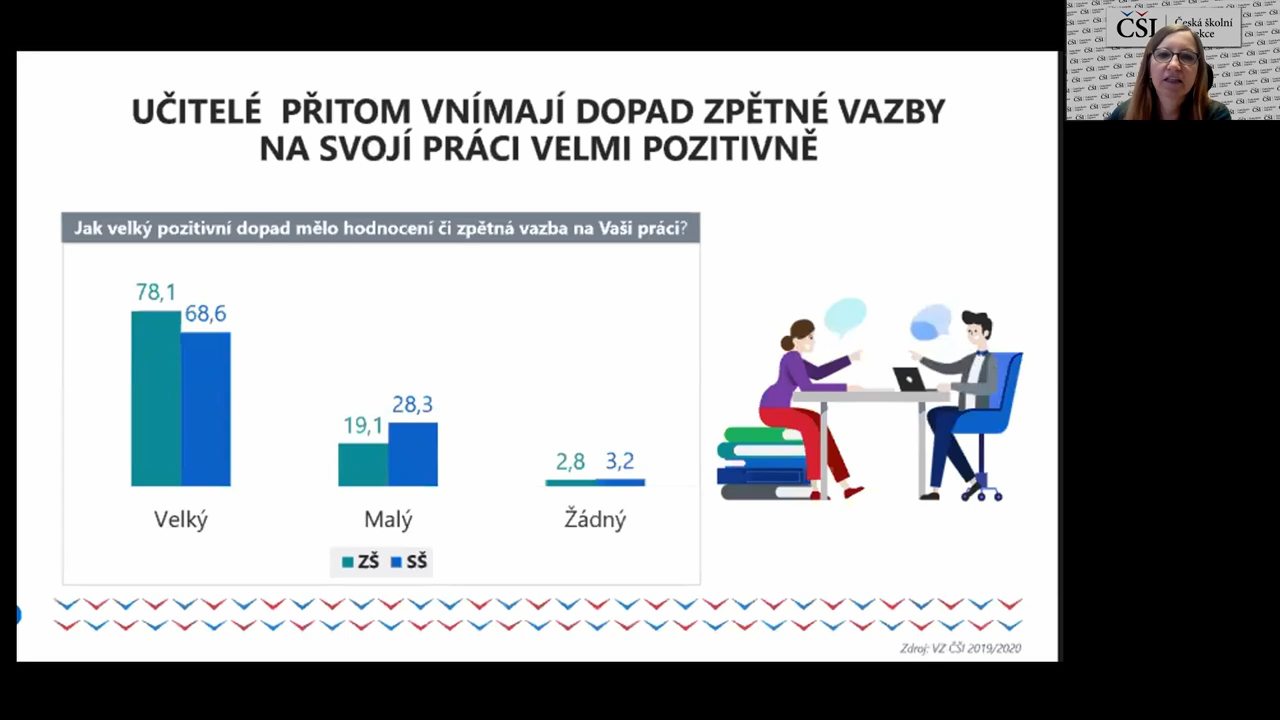 UČITELÉ PŘITOM VNÍMAJÍ DOPAD ZPĚTNÉ VAZBY
NA SVOJÍ PRÁCI VELMI POZITIVNĚ
Jak velký pozitivní dopad mělo hodnocení či zpětná vazba na Vaši práci?
78,1
68,6
19,1
28,3
2,8
3,2
Velký
Malý
Žádný
ZŠ
SŠ
Zdroj: VZ ČŠI 2019/2020
ČŠI
Česká školní